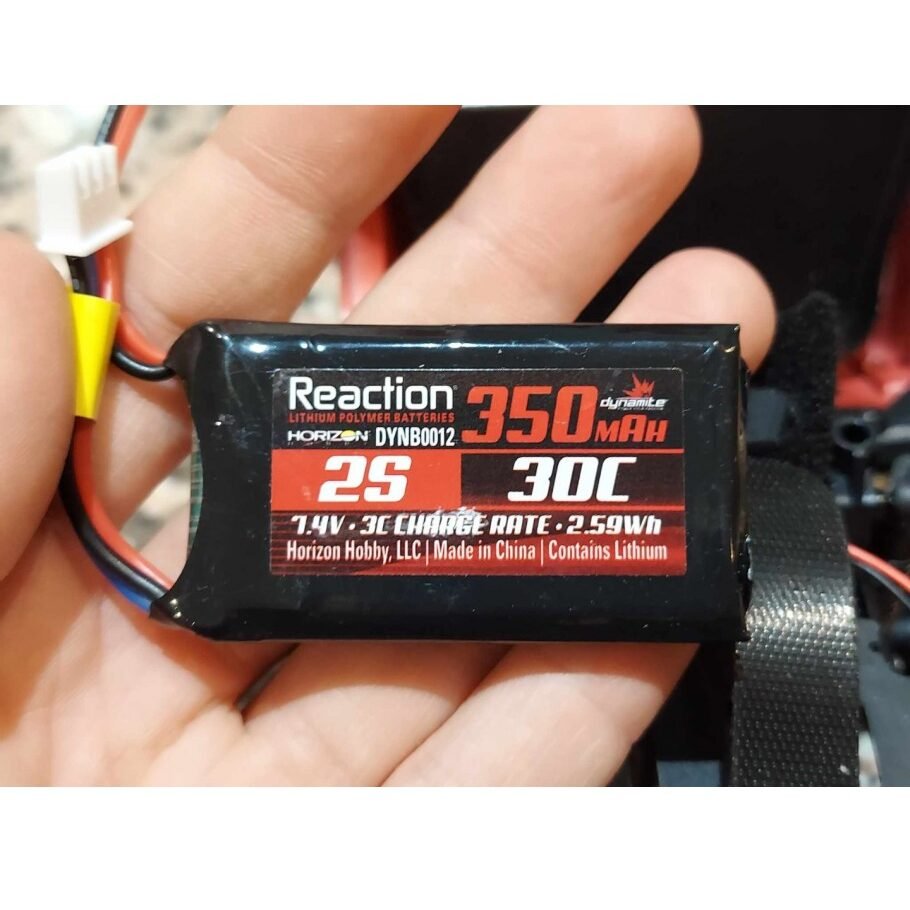 Reaction
LITHIUM POLYMER BATTERIES
350mAh
dynamite
HORIZON DYNB0012
2S
30C
7.4V · 3C CHARGE RATE · 2.59Wh
Horizon Hobby, LLC | Made in China | Contains Lithium